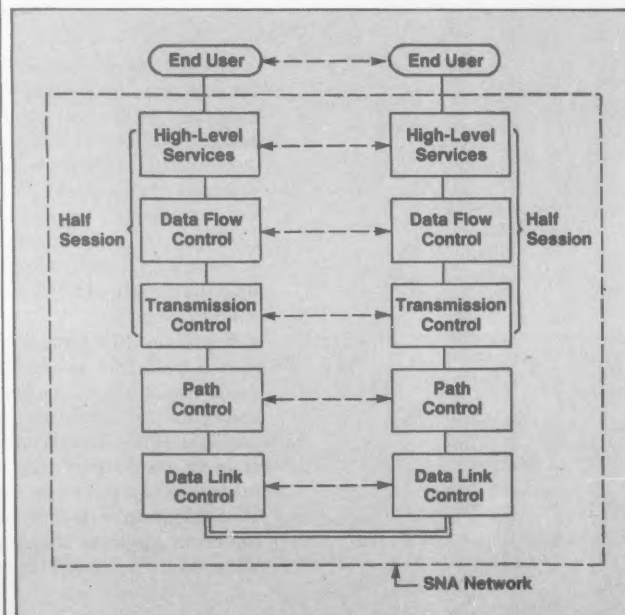 End User
End User
High-Level
Services
High-Level
Services
Half
Session
Data Flow
Control
Data Flow
Control
Half
Session
Transmission
Control
Transmission
Control
Path
Control
Path
Control
Data Link
Control
Data Link
Control
SNA Network